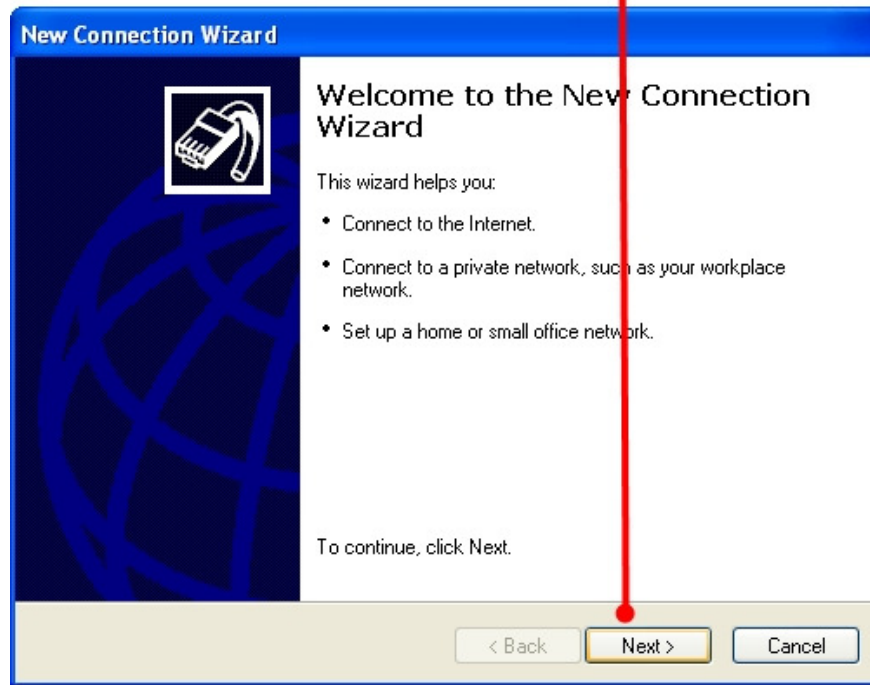 New Connection Wizard
Welcome to the New Connection
Wizard
This wizard helps you:
• Connect to the Internet.
• Connect to a private network, such as your workplace
network.
• Set up a home or small office network.
To continue, click Next.
< Back
Next >
Cancel